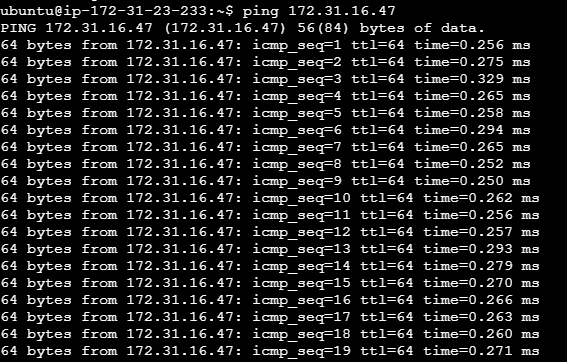 ubuntu@ip-172-31-23-233:~$ ping 172.31.16.47
PING 172.31.16.47 (172.31.16.47) 56(84) bytes of data.
64 bytes from 172.31.16.47: icmp_seq=1 ttl=64 time=0.256 ms
64 bytes from 172.31.16.47: icmp_seq=2 ttl=64 time=0.275 ms
64 bytes from 172.31.16.47: icmp_seq=3 ttl=64 time=0.329 ms
64 bytes from 172.31.16.47: icmp_seq=4 ttl=64 time=0.265 ms
64 bytes from 172.31.16.47: icmp_seq=5 ttl=64 time=0.258 ms
64 bytes from 172.31.16.47: icmp_seq=6 ttl=64 time=0.294 ms
64 bytes from 172.31.16.47: icmp_seq=7 ttl=64 time=0.265 ms
64 bytes from 172.31.16.47: icmp_seq=8 ttl=64 time=0.252 ms
64 bytes from 172.31.16.47: icmp_seq=9 ttl=64 time=0.250 ms
64 bytes from 172.31.16.47: icmp_seq=10 ttl=64 time=0.262 ms
64 bytes from 172.31.16.47: icmp_seq=11 ttl=64 time=0.256 ms
64 bytes from 172.31.16.47: icmp_seq=12 ttl=64 time=0.257 ms
64 bytes from 172.31.16.47: icmp_seq=13 ttl=64 time=0.293 ms
64 bytes from 172.31.16.47: icmp_seq=14 ttl=64 time=0.279 ms
64 bytes from 172.31.16.47: icmp_seq=15 ttl=64 time=0.270 ms
64 bytes from 172.31.16.47: icmp_seq=16 ttl=64 time=0.266 ms
64 bytes from 172.31.16.47: icmp_seq=17 ttl=64 time=0.263 ms
64 bytes from 172.31.16.47: icmp_seq=18 ttl=64 time=0.260 ms
64 bytes from 172.31.16.47: icmp_seq=19 ttl=64 time=0.271 ms